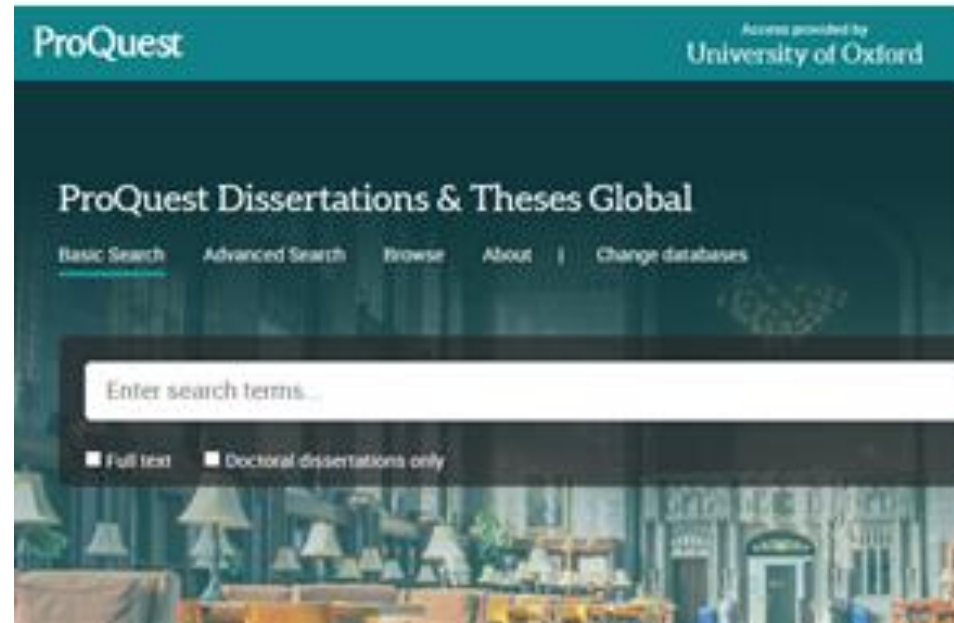 ProQuest
Access provided by
University of Oxford
ProQuest Dissertations & Theses Global
Basic Search Advanced Search Browse About | Change databases
Enter search terms...
Full text Doctoral dissertations only